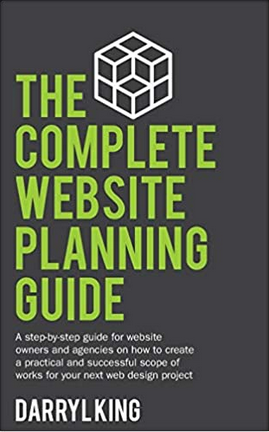 THE
COMPLETE
WEBSITE
PLANNING
GUIDE
A step-by-step guide for website
owners and agencies on how to create
a practical and successful scope of
works for your next web design project
DARRYL KING